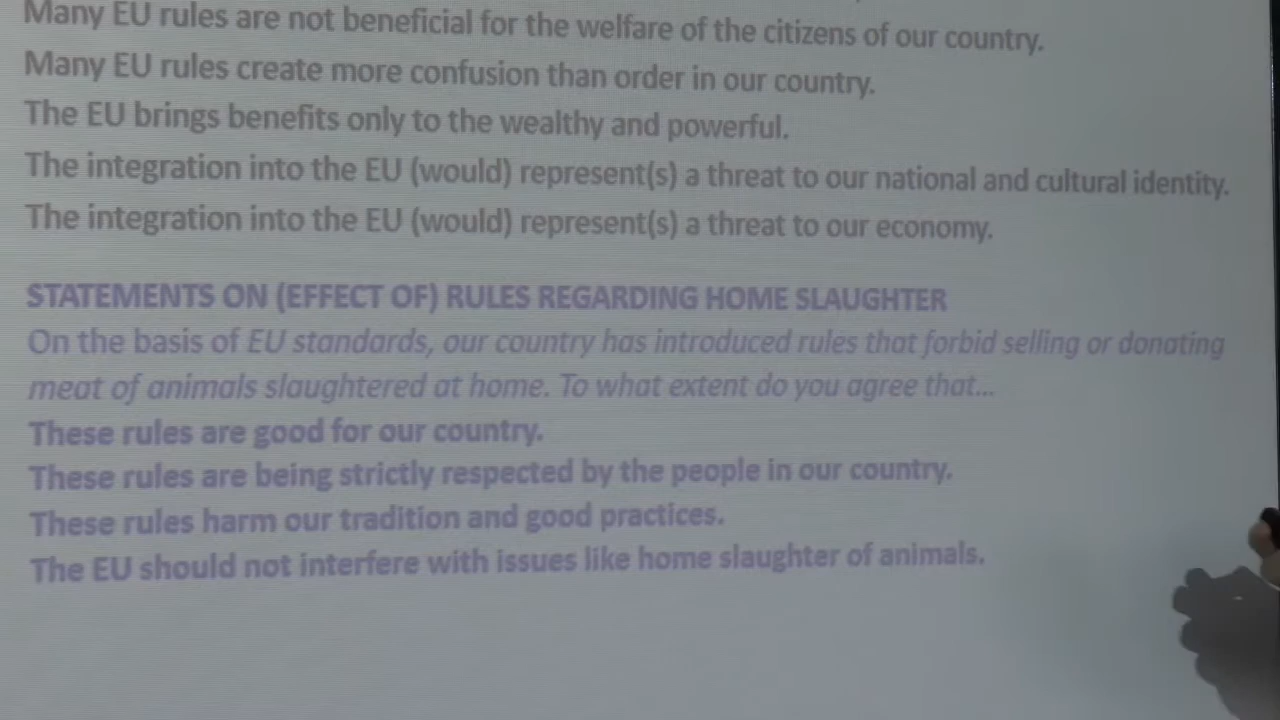 Many EU rules are not beneficial for the welfare of the citizens of our country.
Many EU rules create more confusion than order in our country.
The EU brings benefits only to the wealthy and powerful.
The integration into the EU (would) represent(s) a threat to our national and cultural identity.
The integration into the EU (would) represent(s) a threat to our economy.
STATEMENTS ON (EFFECT OF) RULES REGARDING HOME SLAUGHTER
On the basis of EU standards, our country has introduced rules that forbid selling or donating
meat of animals slaughtered at home. To what extent do you agree that...
These rules are good for our country.
These rules are being strictly respected by the people in our country.
These rules harm our tradition and good practices.
The EU should not interfere with issues like home slaughter of animals.